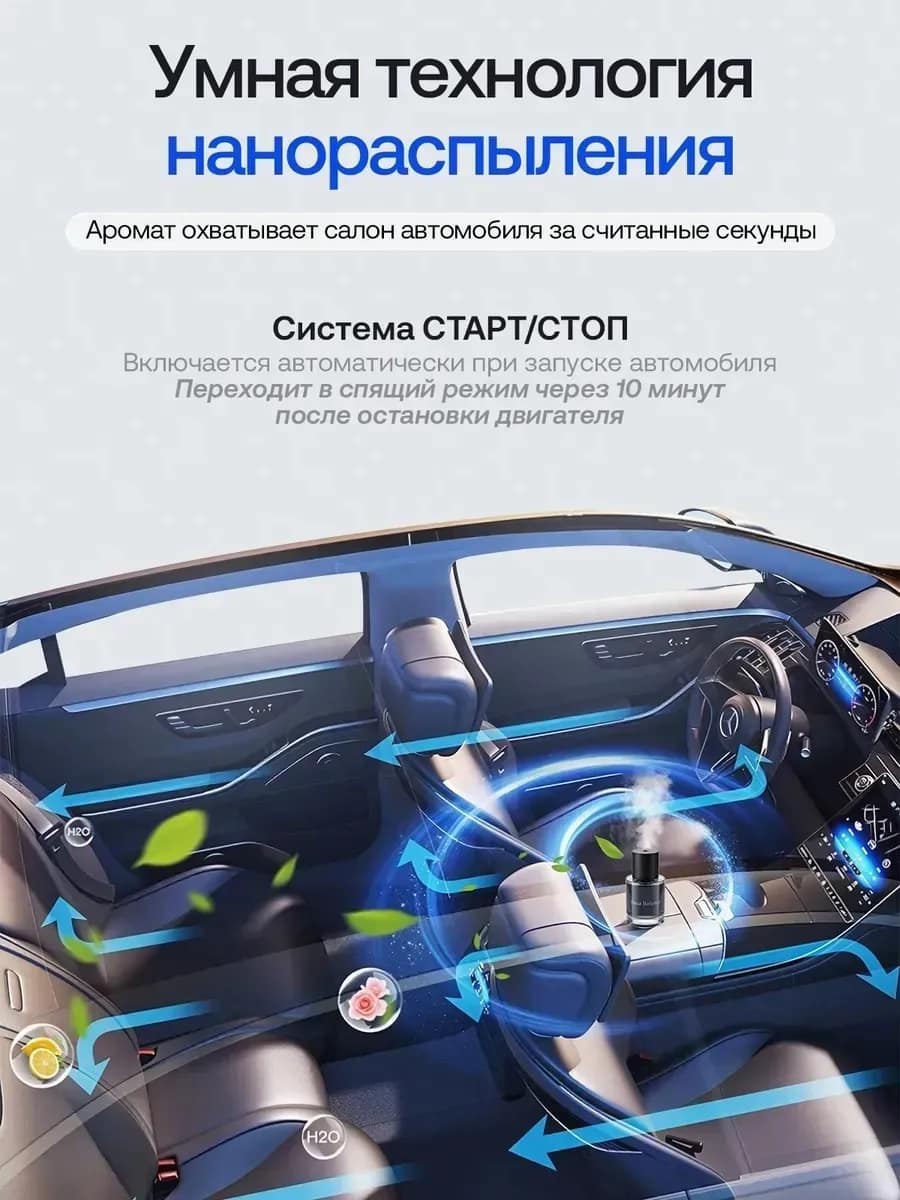 Умная технология
нанораспыления
Аромат охватывает салон автомобиля за считанные секунды
Система СТАРТ/СТОП
Включается автоматически при запуске автомобиля
Переходит в спящий режим через 10 минут
после остановки двигателя
H2O
H2O